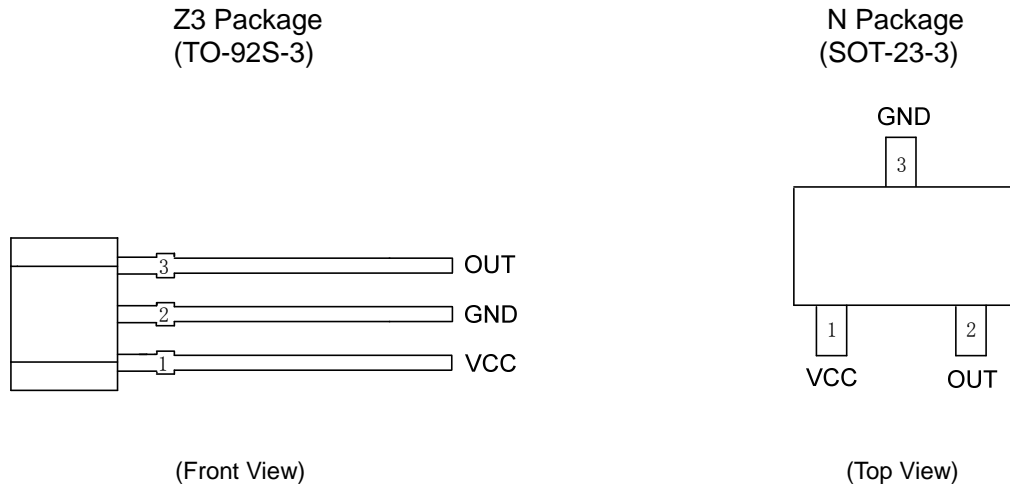 Z3 Package
(TO-92S-3)
3
OUT
2
GND
1
VCC
(Front View)
N Package
(SOT-23-3)
GND
3
1
2
VCC
OUT
(Top View)